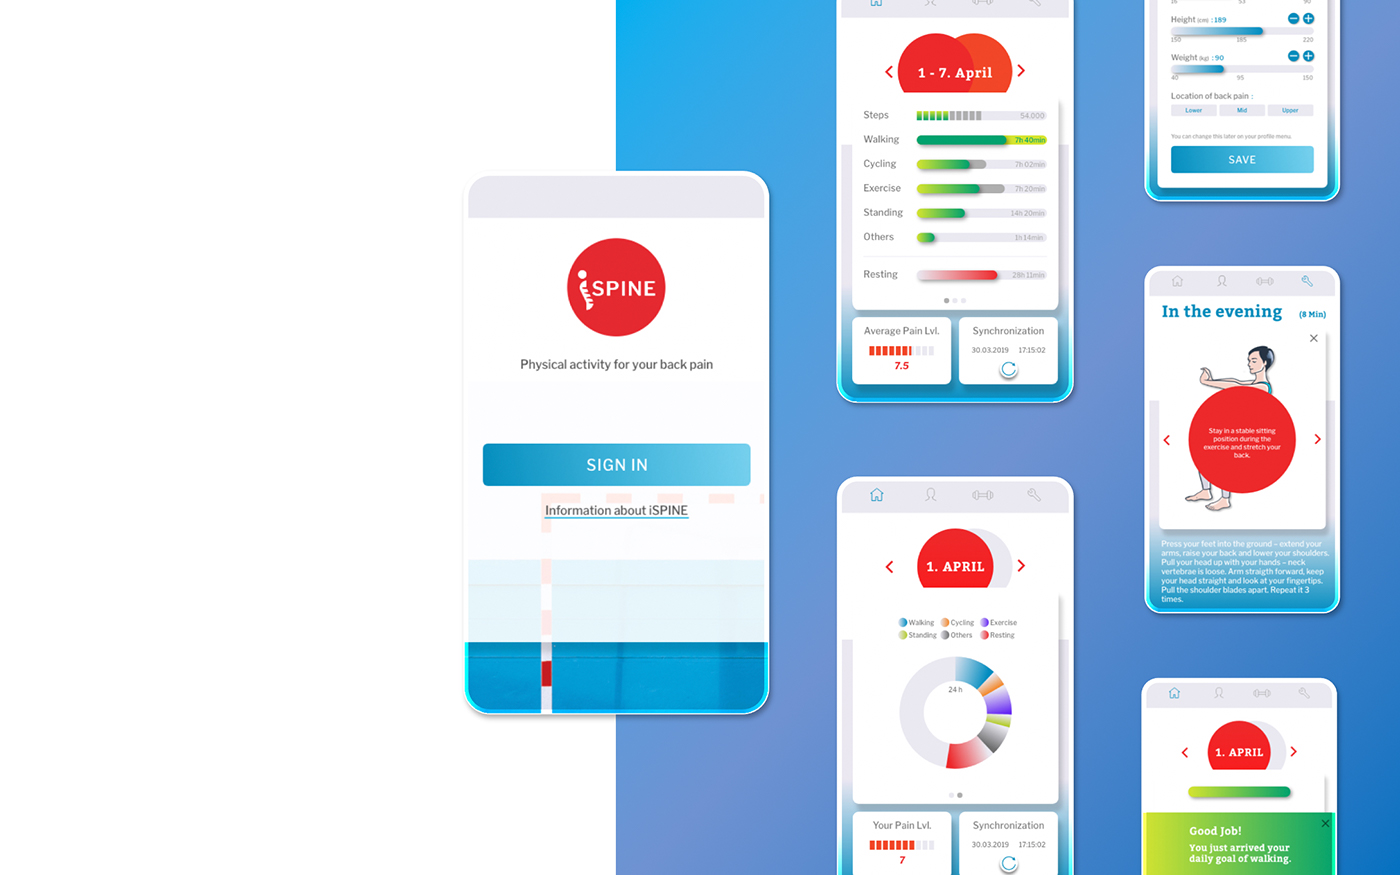 iSPINE
Physical activity for your back pain
SIGN IN
Information about iSPINE
1 - 7. April
Steps 54.000
Walking 7h 40min
Cycling 7h 02min
Exercise 7h 20min
Standing 14h 20min
Others 1h 14min
Resting 28h 11min
Average Pain Lvl.
7.5
Synchronization
30.03.2019 17:15:02
1. APRIL
Walking Cycling Exercise
Standing Others Resting
24 h
Your Pain Lvl.
7
Synchronization
30.03.2019 17:15:02
16 53 90
Height (cm) : 189
150 185 220
Weight (kg) : 90
40 95 150
Location of back pain :
Lower Mid Upper
You can change this later on your profile menu.
SAVE
In the evening (8 Min)
Stay in a stable sitting
position during the
exercise and stretch your
back.
Press your feet into the ground – extend your
arms, raise your back and lower your shoulders.
Pull your head up with your hands – neck
vertebrae is loose. Arm straigth forward, keep
your head straight and look at your fingertips.
Pull the shoulder blades apart. Repeat it 3
times.
1. APRIL
Good Job!
You just arrived your
daily goal of walking.